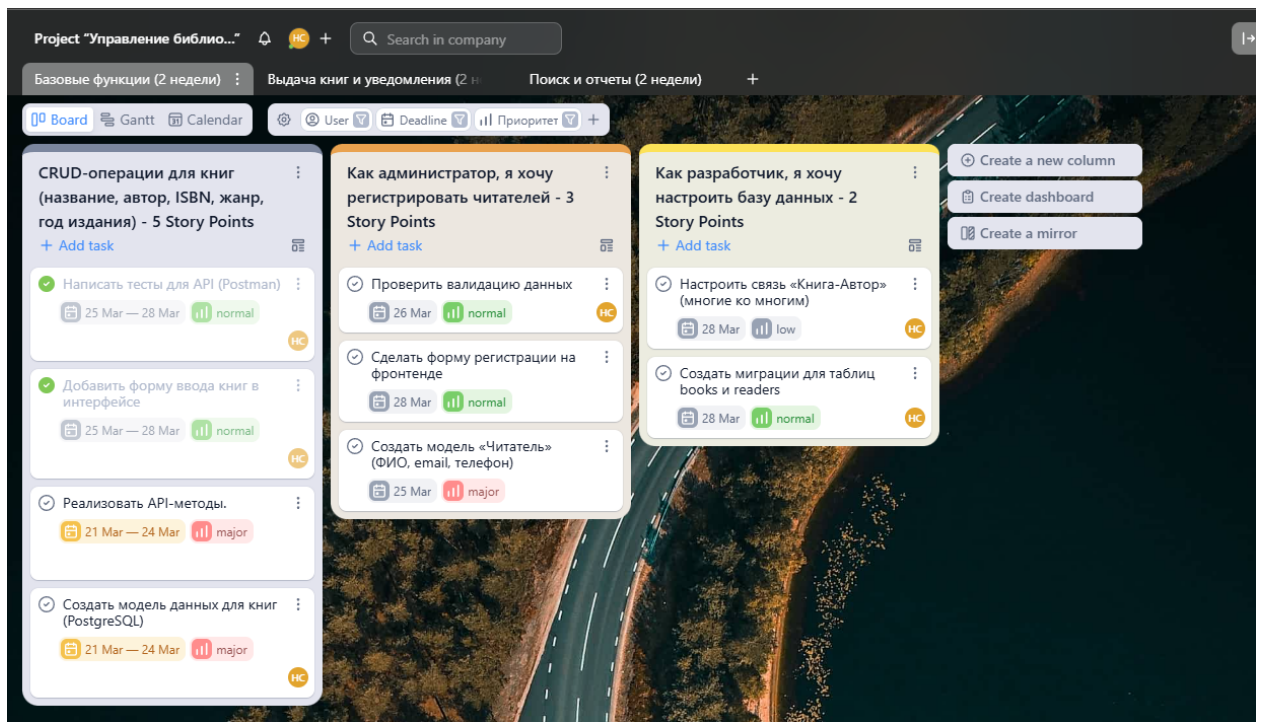 Project "Управление библио..."
НС
+
Search in company
Базовые функции (2 недели)
Выдача книг и уведомления (2 н
Поиск и отчеты (2 недели)
+
Board
Gantt
Calendar
User
Deadline
Приоритет
+
CRUD-операции для книг
(название, автор, ISBN, жанр,
год издания) - 5 Story Points
+ Add task
Написать тесты для API (Postman)
25 Mar — 28 Mar
normal
НС
Добавить форму ввода книг в
интерфейсе
25 Mar — 28 Mar
normal
НС
Реализовать API-методы.
21 Mar — 24 Mar
major
Создать модель данных для книг
(PostgreSQL)
21 Mar — 24 Mar
major
НС
Как администратор, я хочу
регистрировать читателей - 3
Story Points
+ Add task
Проверить валидацию данных
26 Mar
normal
НС
Сделать форму регистрации на
фронтенде
28 Mar
normal
Создать модель «Читатель»
(ФИО, email, телефон)
25 Mar
major
Как разработчик, я хочу
настроить базу данных - 2
Story Points
+ Add task
Настроить связь «Книга-Автор»
(многие ко многим)
28 Mar
low
НС
Создать миграции для таблиц
books и readers
28 Mar
normal
НС
Create a new column
Create dashboard
Create a mirror